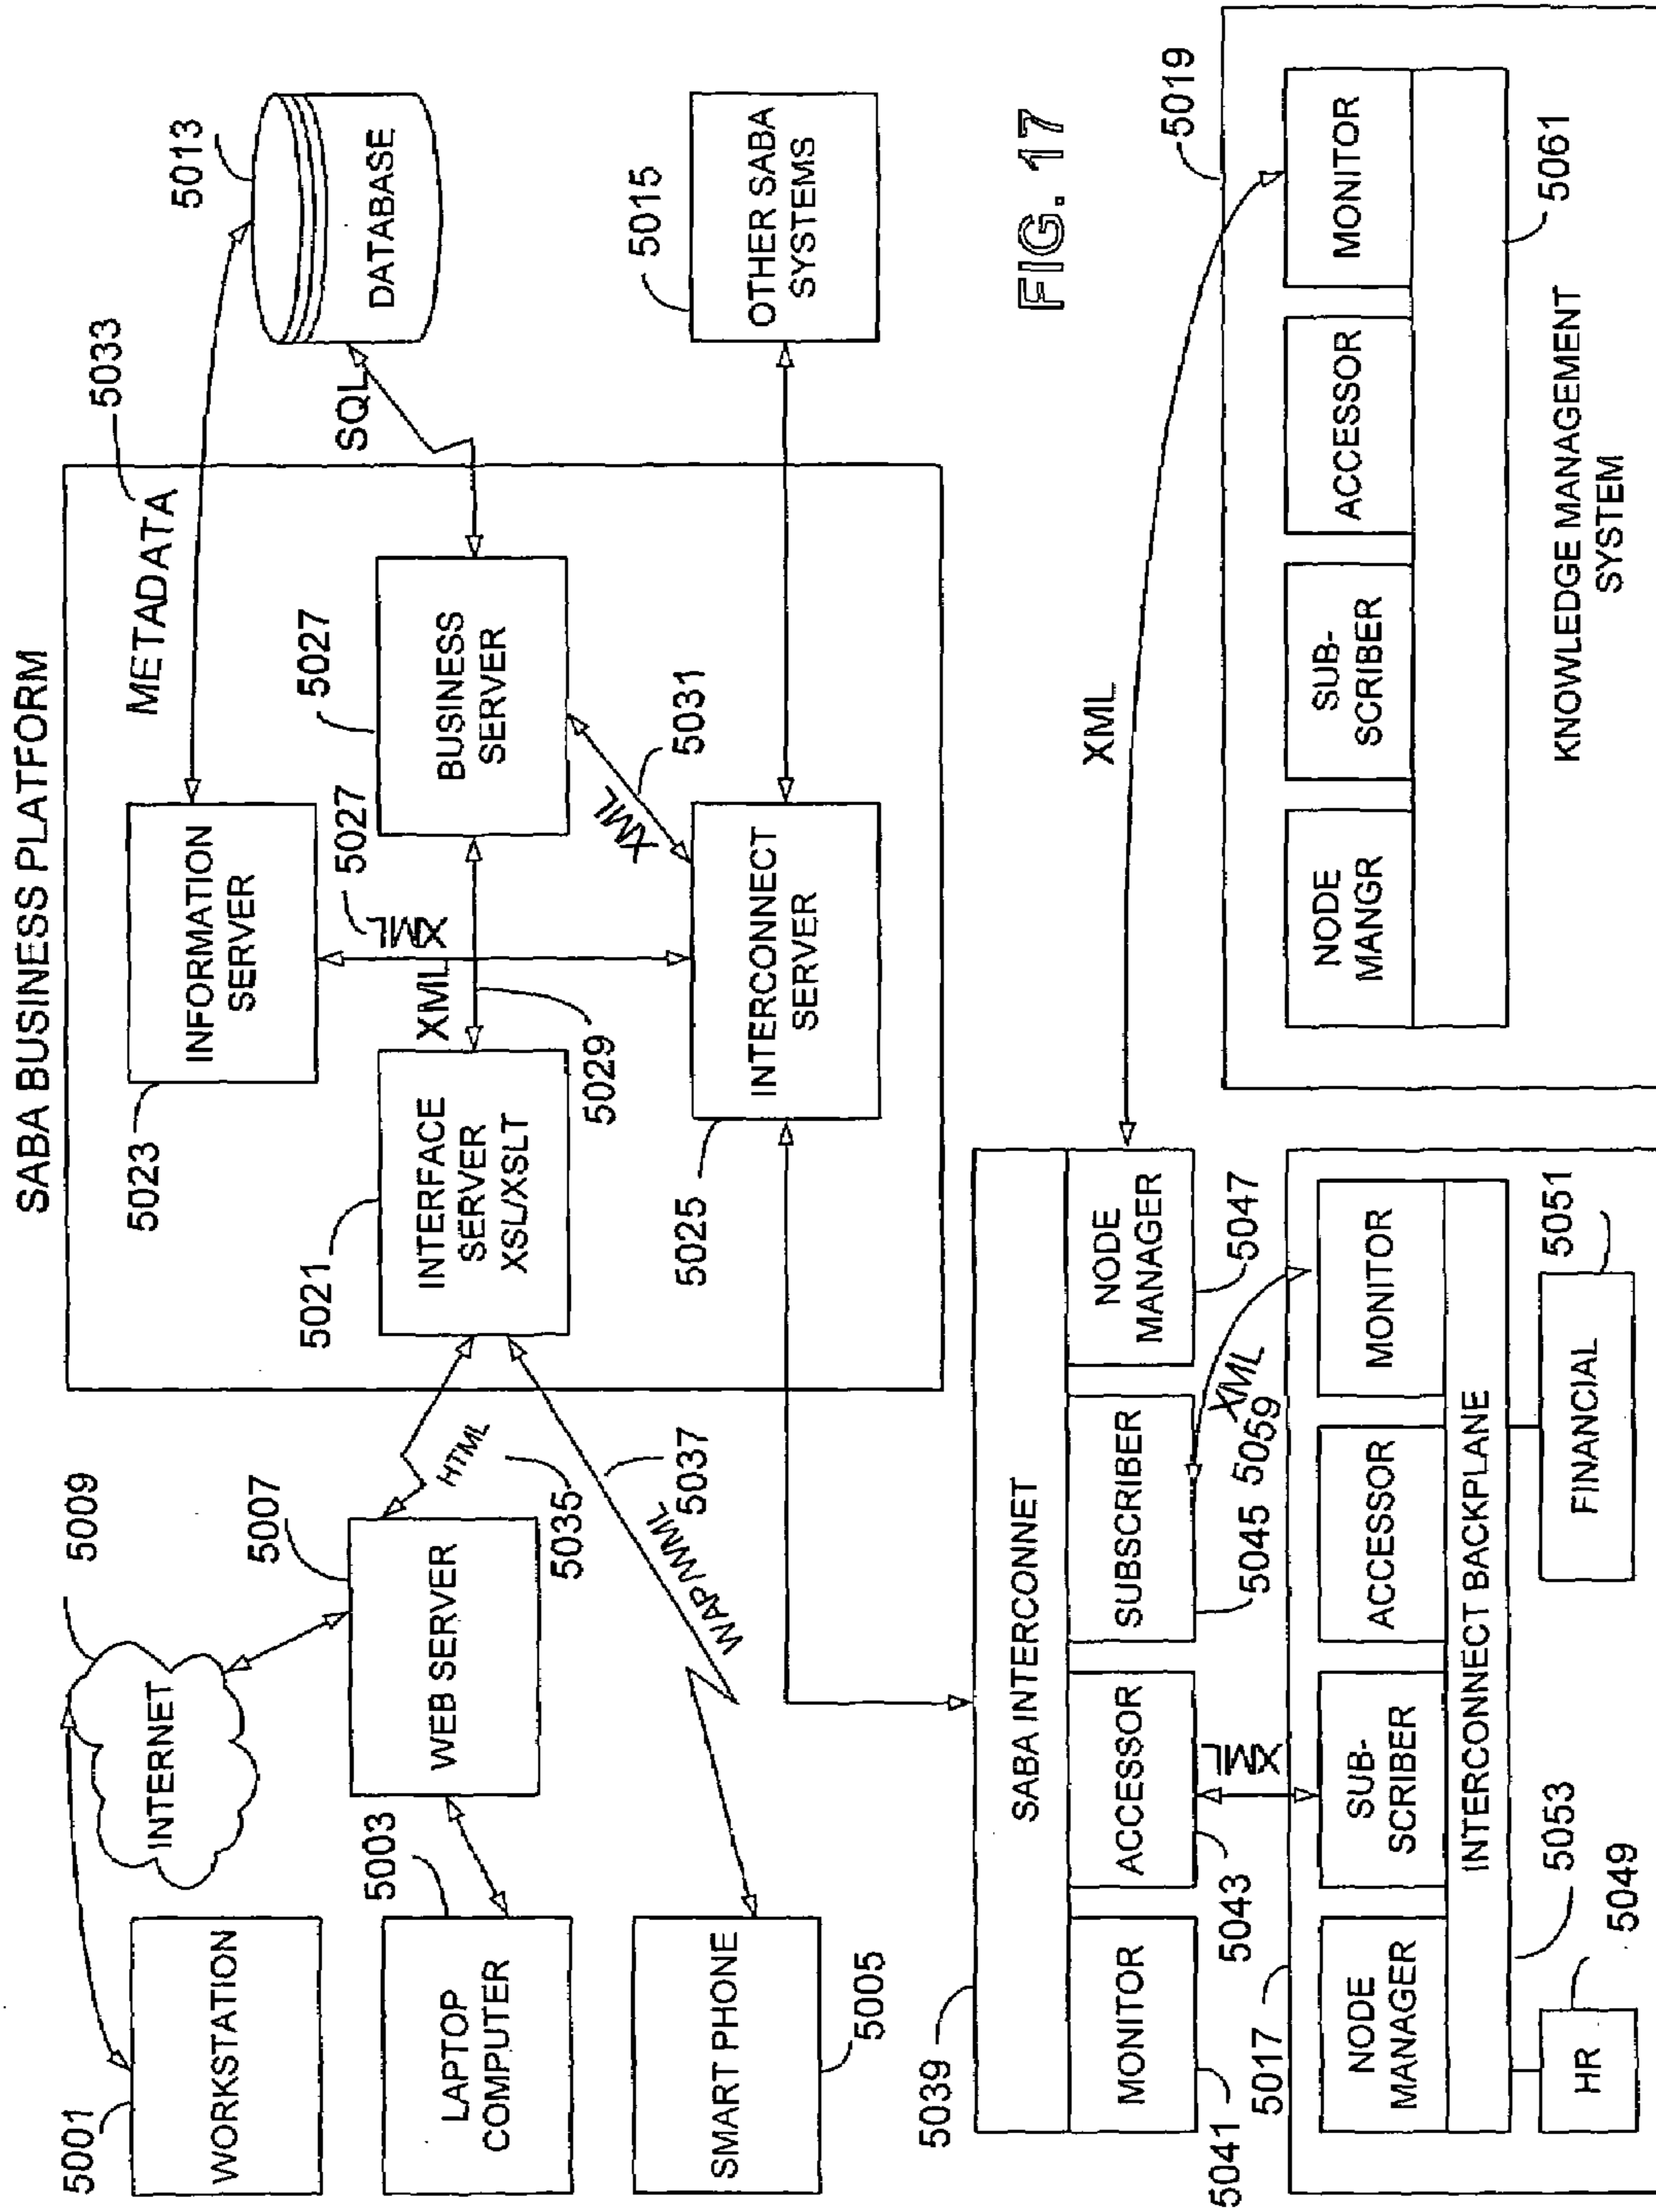 SABA BUSINESS PLATFORM
5001
WORKSTATION
5009
INTERNET
5007
WEB SERVER
5003
LAPTOP
COMPUTER
SMART PHONE
5005
HTML
5035
5037
WAP/WML
5023
INFORMATION
SERVER
METADATA
5033
5013
DATABASE
SQL
5021
INTERFACE
SERVER
XSL/XSLT
XML
5029
XML
5027
5027
BUSINESS
SERVER
XML
5031
5025
INTERCONNECT
SERVER
5015
OTHER SABA
SYSTEMS
FIG. 17
5039
SABA INTERCONNET
MONITOR
5041
ACCESSOR
5043
SUBSCRIBER
5045
NODE
MANAGER
5047
XML
XML
5059
XML
5017
NODE
MANAGER
SUB-
SCRIBER
ACCESSOR
MONITOR
INTERCONNECT BACKPLANE
5053
HR
5049
FINANCIAL
5051
5019
NODE
MANGR
SUB-
SCRIBER
ACCESSOR
MONITOR
5061
KNOWLEDGE MANAGEMENT
SYSTEM